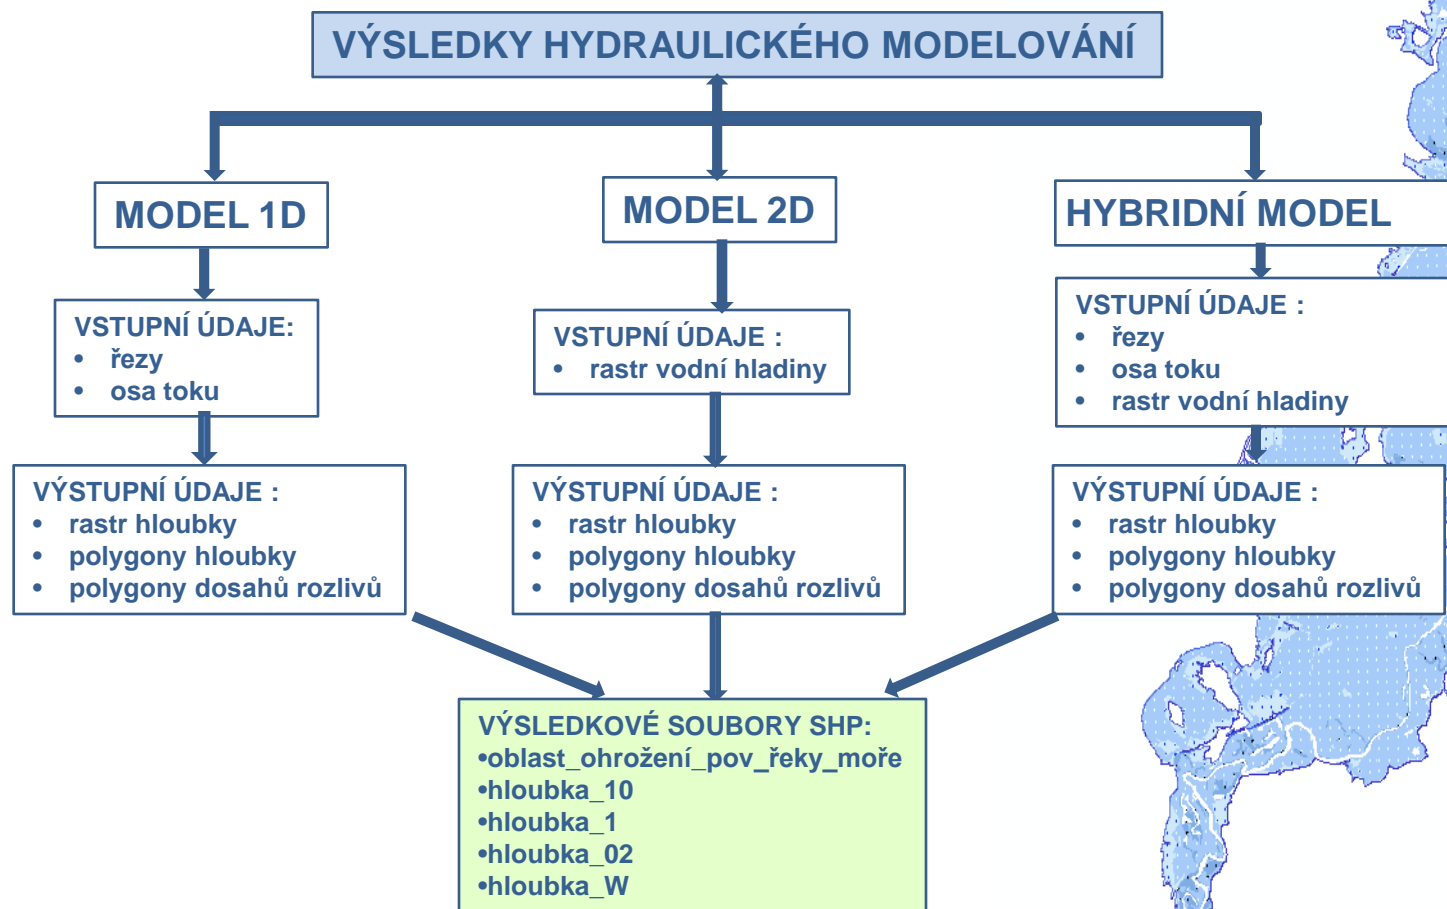 VÝSLEDKY HYDRAULICKÉHO MODELOVÁNÍ
MODEL 1D
MODEL 2D
HYBRIDNÍ MODEL
VSTUPNÍ ÚDAJE:
• řezy
• osa toku
VSTUPNÍ ÚDAJE :
• rastr vodní hladiny
VSTUPNÍ ÚDAJE :
• řezy
• osa toku
• rastr vodní hladiny
VÝSTUPNÍ ÚDAJE :
• rastr hloubky
• polygony hloubky
• polygony dosahů rozlivů
VÝSTUPNÍ ÚDAJE :
• rastr hloubky
• polygony hloubky
• polygony dosahů rozlivů
VÝSTUPNÍ ÚDAJE :
• rastr hloubky
• polygony hloubky
• polygony dosahů rozlivů
VÝSLEDKOVÉ SOUBORY SHP:
•oblast_ohrožení_pov_řeky_moře
•hloubka_10
•hloubka_1
•hloubka_02
•hloubka_W